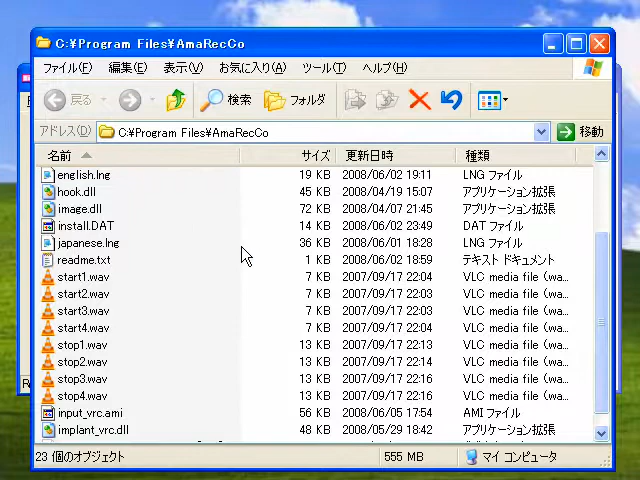 C:¥Program Files¥AmaRecCo
ファイル(F) 編集(E) 表示(V) お気に入り(A) ツール(T) ヘルプ(H)
戻る 検索 フォルダ
アドレス(D) C:¥Program Files¥AmaRecCo 移動
名前 サイズ 更新日時 種類
english.lng 19 KB 2008/06/02 19:11 LNG ファイル
hook.dll 45 KB 2008/04/19 15:07 アプリケーション拡張
image.dll 72 KB 2008/04/07 21:45 アプリケーション拡張
install.DAT 14 KB 2008/06/02 23:49 DAT ファイル
japanese.lng 36 KB 2008/06/01 18:28 LNG ファイル
readme.txt 1 KB 2008/06/02 18:59 テキスト ドキュメント
start1.wav 7 KB 2007/09/17 22:04 VLC media file (wa...
start2.wav 7 KB 2007/09/17 22:03 VLC media file (wa...
start3.wav 7 KB 2007/09/17 22:03 VLC media file (wa...
start4.wav 7 KB 2007/09/17 22:04 VLC media file (wa...
stop1.wav 13 KB 2007/09/17 22:13 VLC media file (wa...
stop2.wav 13 KB 2007/09/17 22:14 VLC media file (wa...
stop3.wav 13 KB 2007/09/17 22:16 VLC media file (wa...
stop4.wav 13 KB 2007/09/17 22:16 VLC media file (wa...
input_vrc.ami 56 KB 2008/06/05 17:54 AMI ファイル
implant_vrc.dll 48 KB 2008/05/29 18:42 アプリケーション拡張
23 個のオブジェクト 555 MB マイ コンピュータ